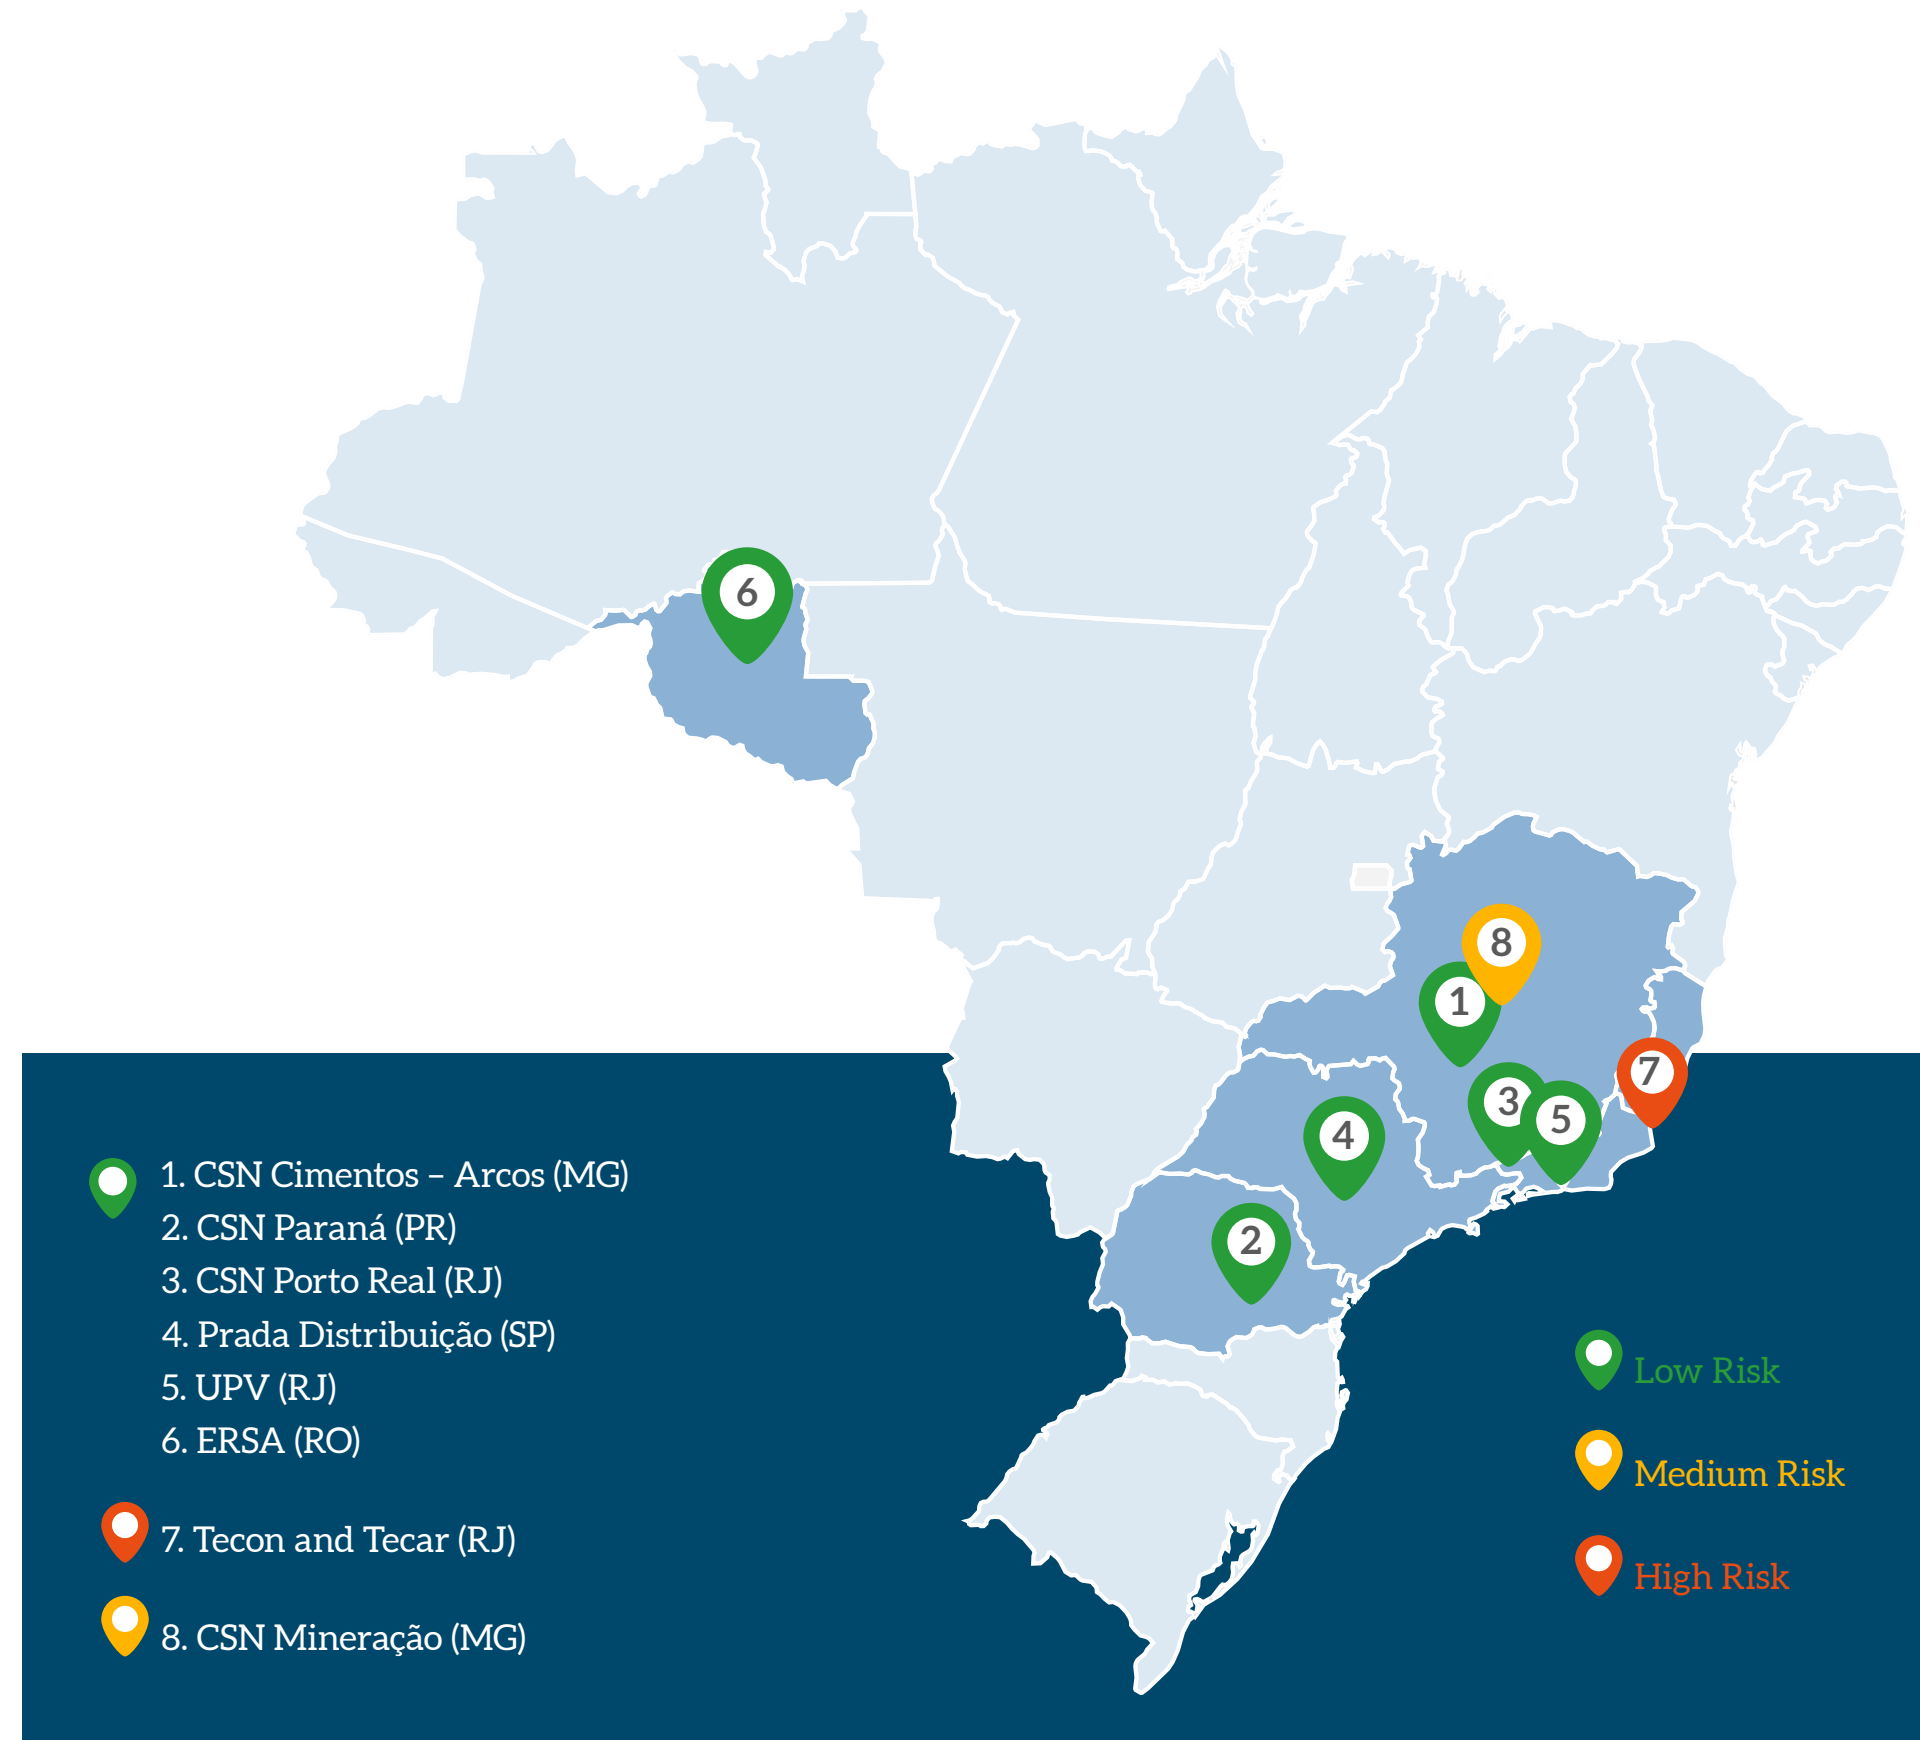 6
8
1
7
3
5
4
2
1. CSN Cimentos – Arcos (MG)
2. CSN Paraná (PR)
3. CSN Porto Real (RJ)
4. Prada Distribuição (SP)
5. UPV (RJ)
6. ERSA (RO)
7. Tecon and Tecar (RJ)
8. CSN Mineração (MG)
Low Risk
Medium Risk
High Risk